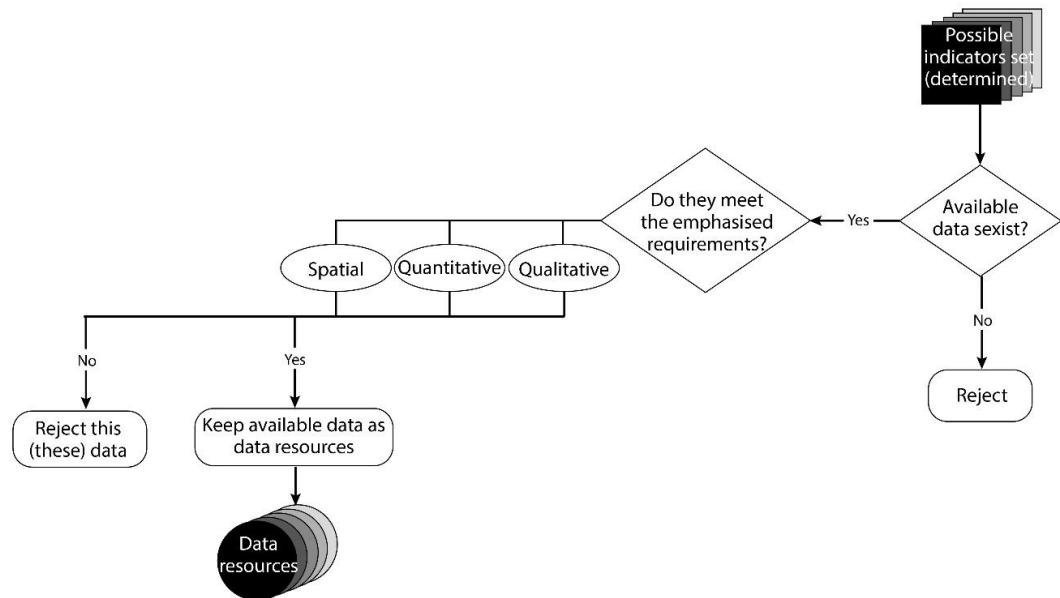 Possible
indicators set
(determined)
Do they meet
the emphasised
requirements?
Yes
Available
data sexist?
Spatial
Quantitative
Qualitative
No
No
Yes
Reject
Reject this
(these) data
Keep available data as
data resources
Data
resources